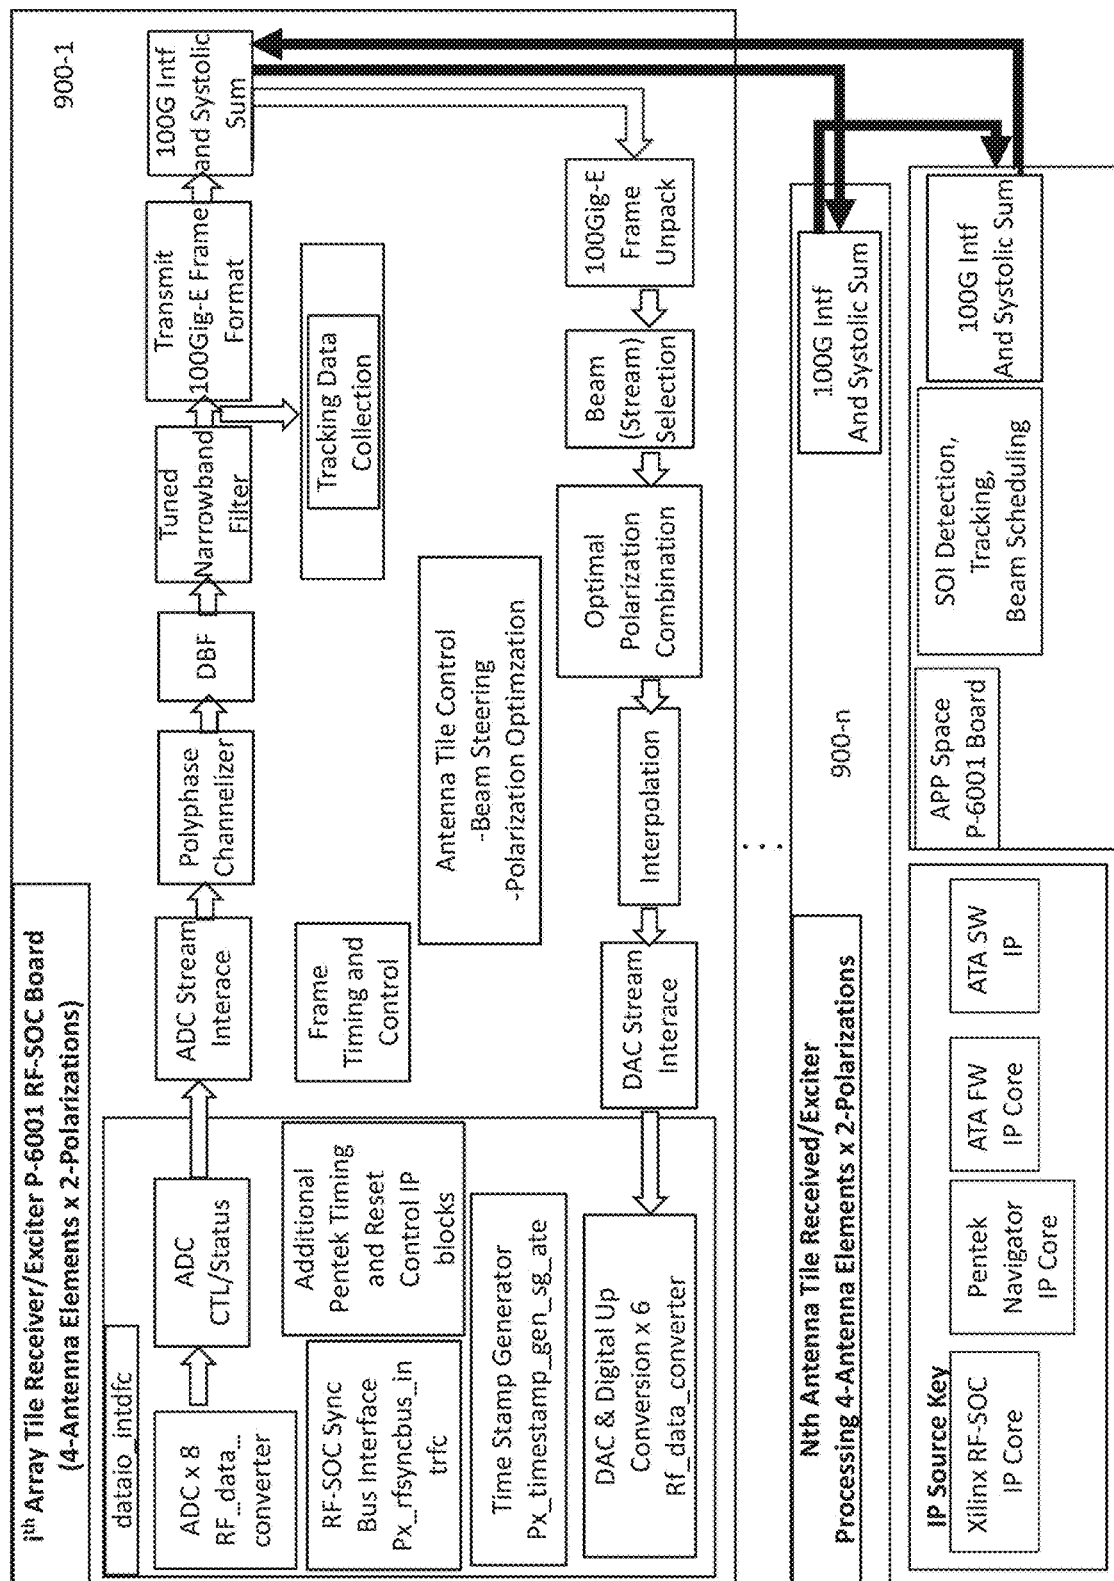 iᵗʰ Array Tile Receiver/Exciter P-6001 RF-SOC Board
(4-Antenna Elements x 2-Polarizations)
900-1
dataio_intdfc
ADC x 8
RF_data_
converter
ADC
CTL/Status
ADC Stream
Interace
Polyphase
Channelizer
DBF
Tuned
Narrowband
Filter
Transmit
100Gig-E Frame
Format
100G Intf
and Systolic
Sum
RF-SOC Sync
Bus Interface
Px_rfsyncbus_in
trfc
Additional
Pentek Timing
and Reset
Control IP
blocks
Frame
Timing and
Control
Tracking Data
Collection
Time Stamp Generator
Px_timestamp_gen_sg_ate
Antenna Tile Control
-Beam Steering
-Polarization Optimzation
DAC & Digital Up
Conversion x 6
Rf_data_converter
DAC Stream
Interace
Interpolation
Optimal
Polarization
Combination
Beam
(Stream)
Selection
100Gig-E
Frame
Unpack
. . .
Nth Antenna Tile Received/Exciter
Processing 4-Antenna Elements x 2-Polarizations
900-n
100G Intf
And Systolic Sum
IP Source Key
Xilinx RF-SOC
IP Core
Pentek
Navigator
IP Core
ATA FW
IP Core
ATA SW
IP
APP Space
P-6001 Board
SOI Detection,
Tracking,
Beam Scheduling
100G Intf
And Systolic Sum